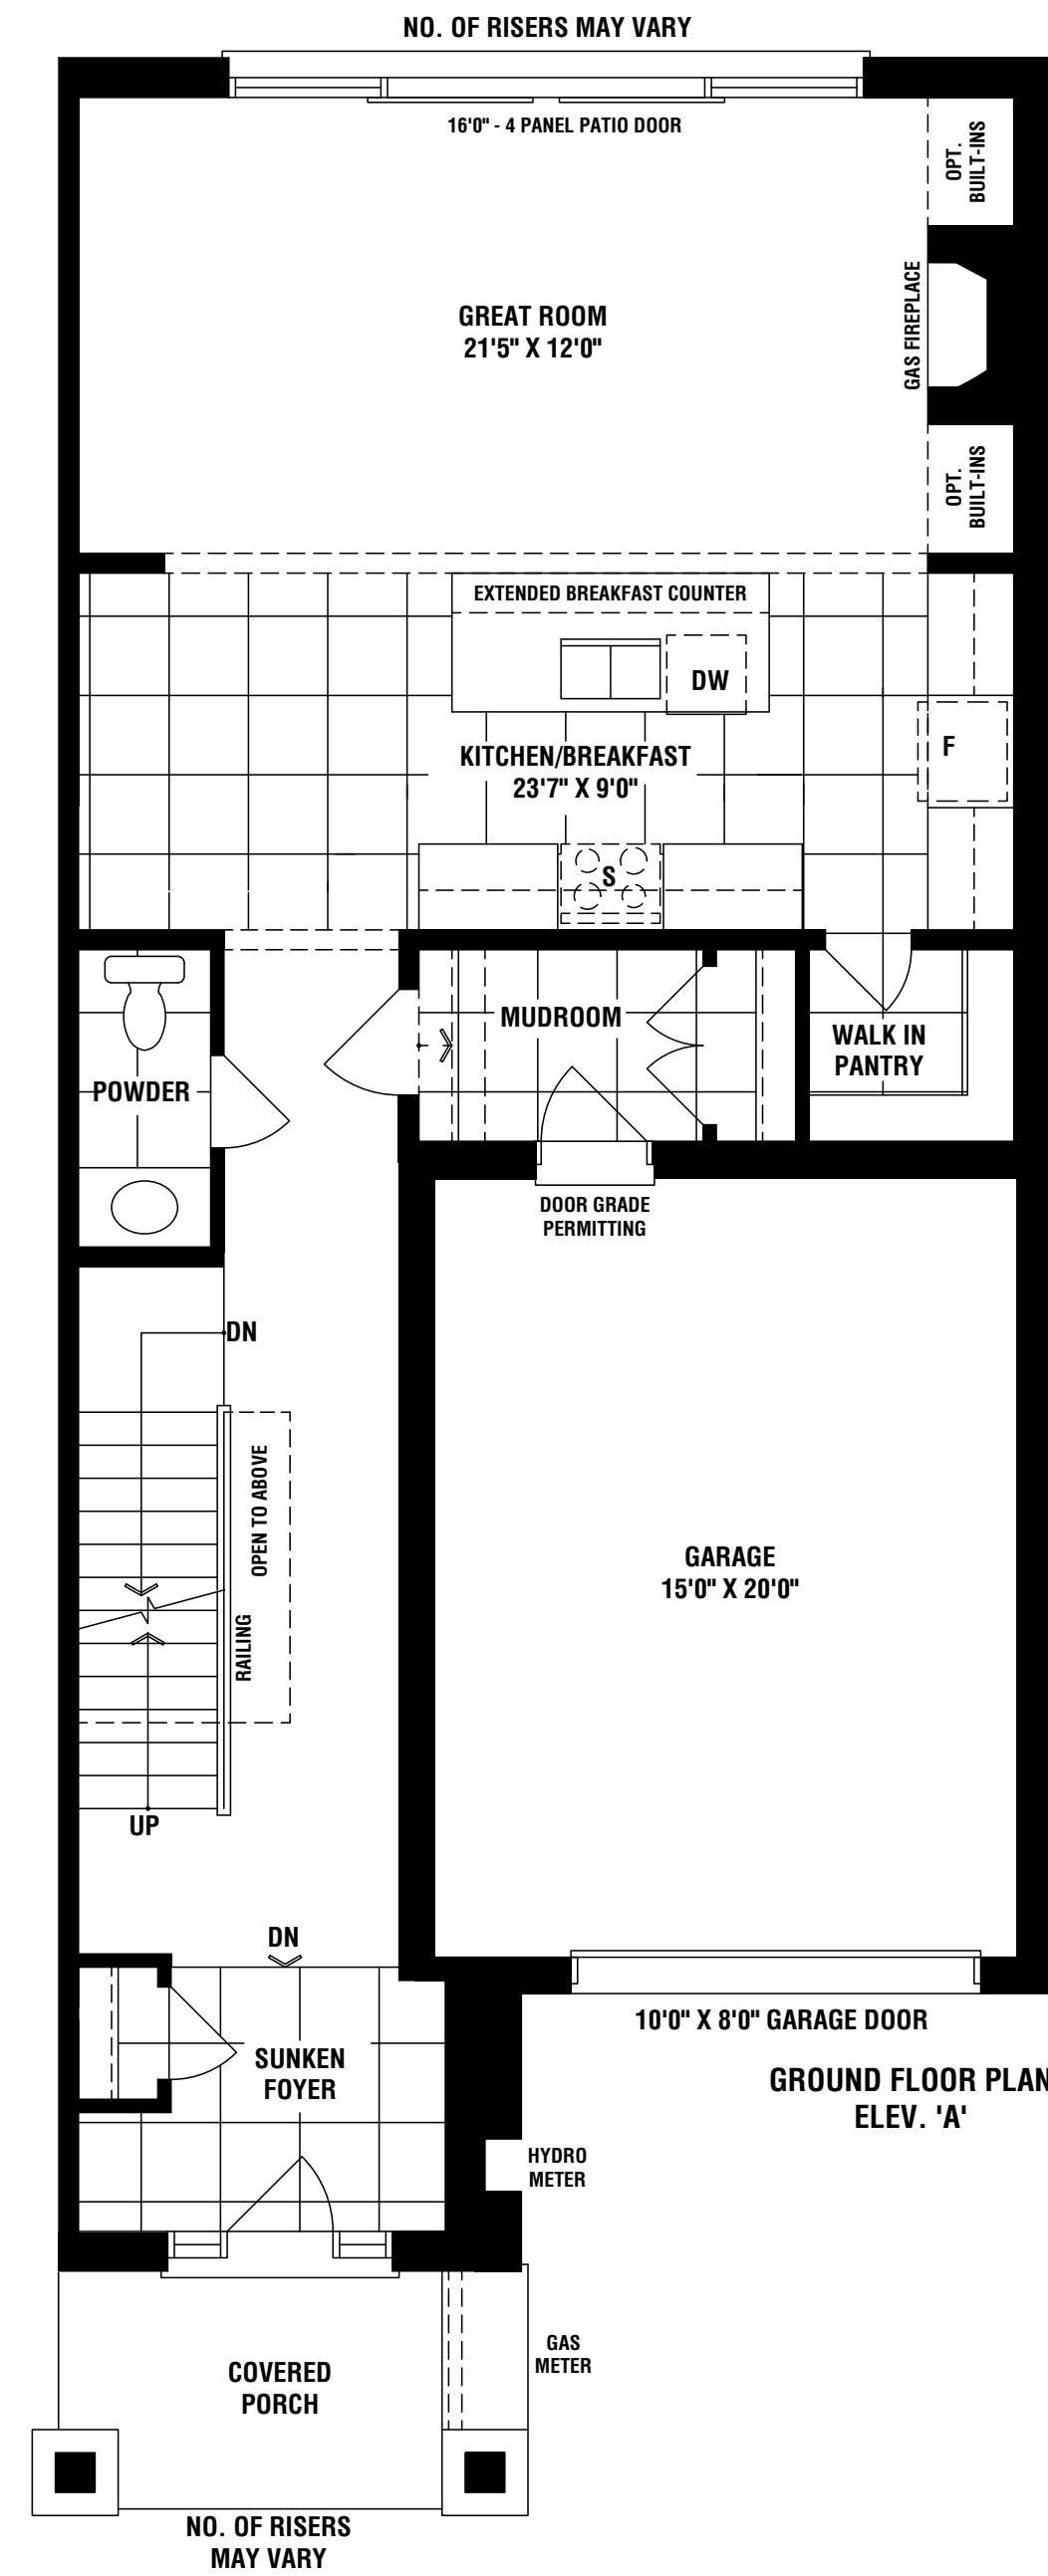 NO. OF RISERS MAY VARY
16'0" - 4 PANEL PATIO DOOR
OPT.
BUILT-INS
GREAT ROOM
21'5" X 12'0"
GAS FIREPLACE
OPT.
BUILT-INS
EXTENDED BREAKFAST COUNTER
DW
KITCHEN/BREAKFAST
23'7" X 9'0"
F
S
MUDROOM
WALK IN
PANTRY
POWDER
DOOR GRADE
PERMITTING
DN
OPEN TO ABOVE
RAILING
GARAGE
15'0" X 20'0"
UP
DN
10'0" X 8'0" GARAGE DOOR
SUNKEN
FOYER
GROUND FLOOR PLAN
ELEV. 'A'
HYDRO
METER
GAS
METER
COVERED
PORCH
NO. OF RISERS
MAY VARY